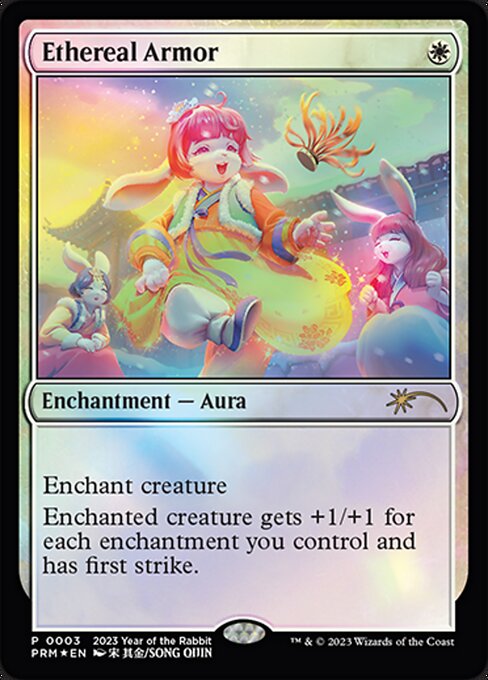 Ethereal Armor
Enchantment — Aura
Enchant creature
Enchanted creature gets +1/+1 for
each enchantment you control and
has first strike.
P 0003 2023 Year of the Rabbit ™ & © 2023 Wizards of the Coast
PRM★EN 宋 其金/SONG QIJIN